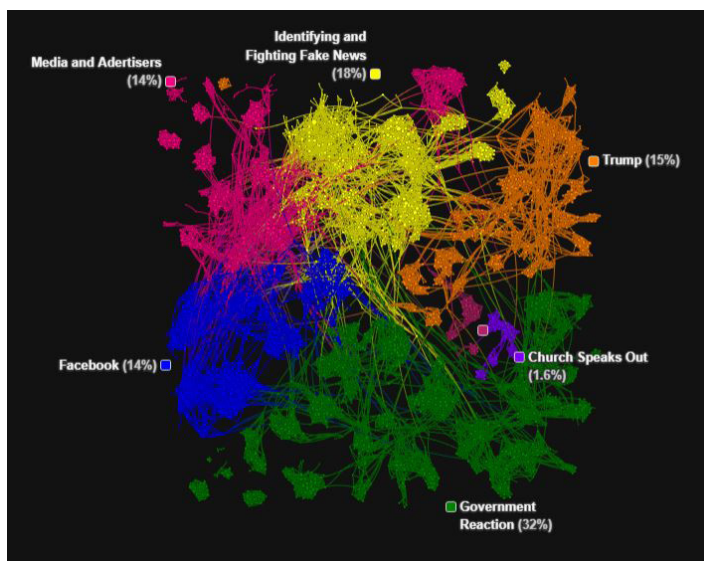 Identifying and
Fighting Fake News
(18%)
Media and Adertisers
(14%)
Trump (15%)
Facebook (14%)
Church Speaks Out
(1.6%)
Government
Reaction (32%)